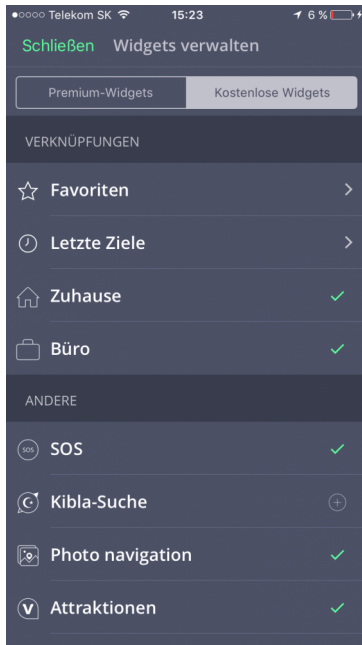 Telekom SK 15:23 6 %
Schließen Widgets verwalten
Premium-Widgets Kostenlose Widgets
VERKNÜPFUNGEN
Favoriten
Letzte Ziele
Zuhause
Büro
ANDERE
SOS SOS
Kibla-Suche
Photo navigation
V Attraktionen